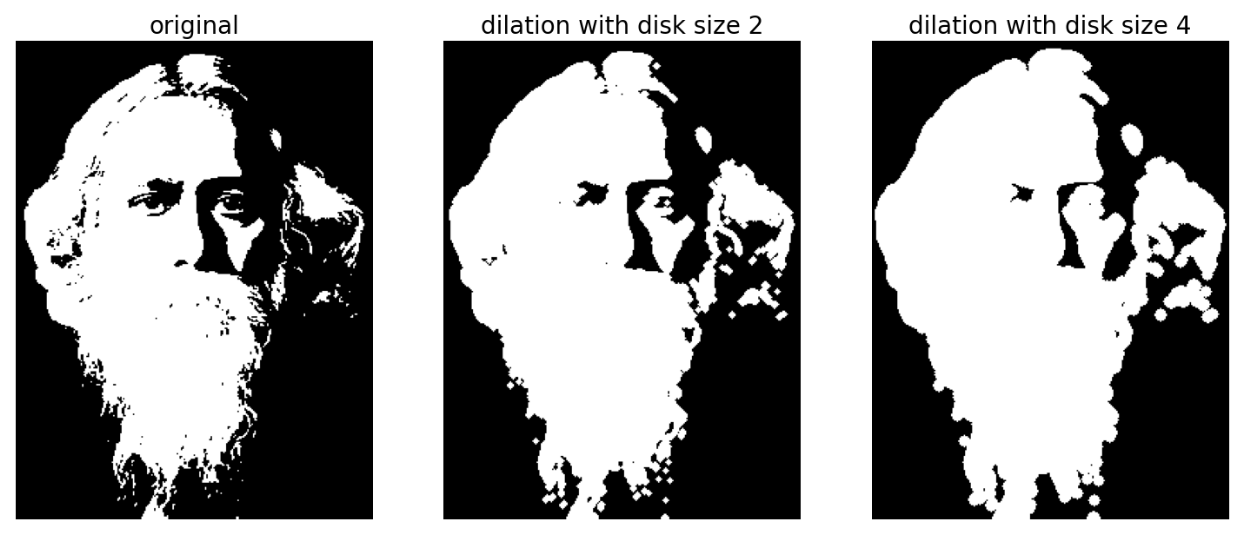 original
dilation with disk size 2
dilation with disk size 4